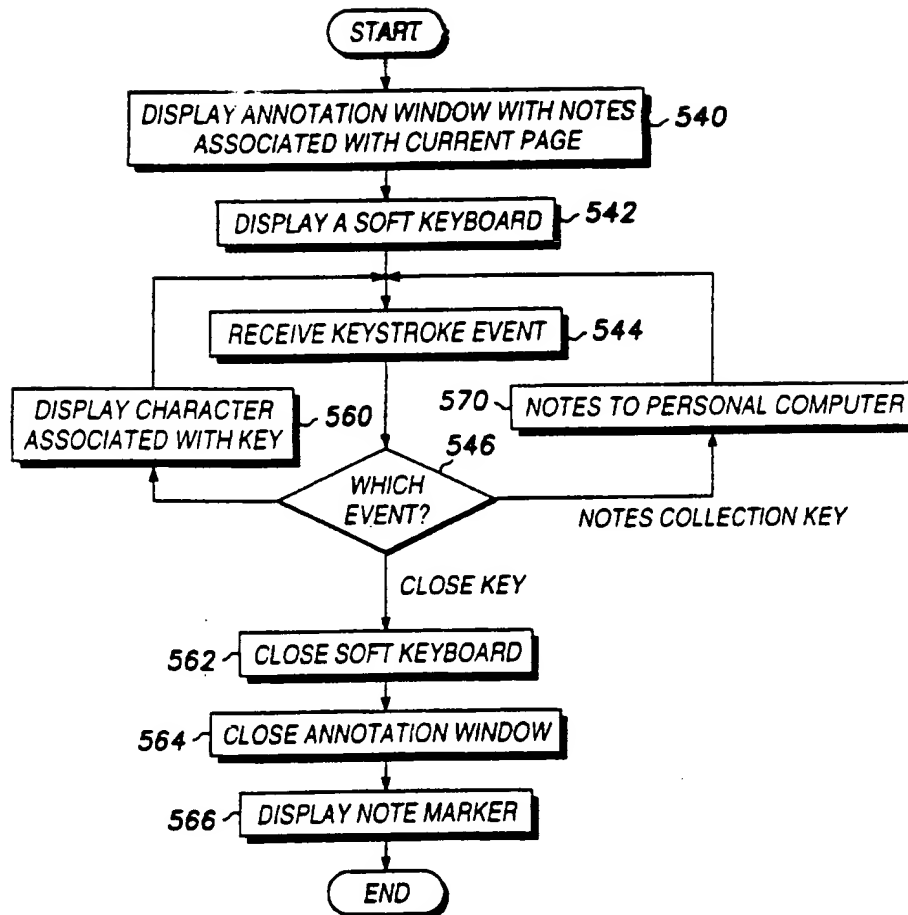 START
DISPLAY ANNOTATION WINDOW WITH NOTES
ASSOCIATED WITH CURRENT PAGE
540
DISPLAY A SOFT KEYBOARD
542
RECEIVE KEYSTROKE EVENT
544
DISPLAY CHARACTER
ASSOCIATED WITH KEY
560
570
NOTES TO PERSONAL COMPUTER
546
WHICH
EVENT?
NOTES COLLECTION KEY
CLOSE KEY
562
CLOSE SOFT KEYBOARD
564
CLOSE ANNOTATION WINDOW
566
DISPLAY NOTE MARKER
END